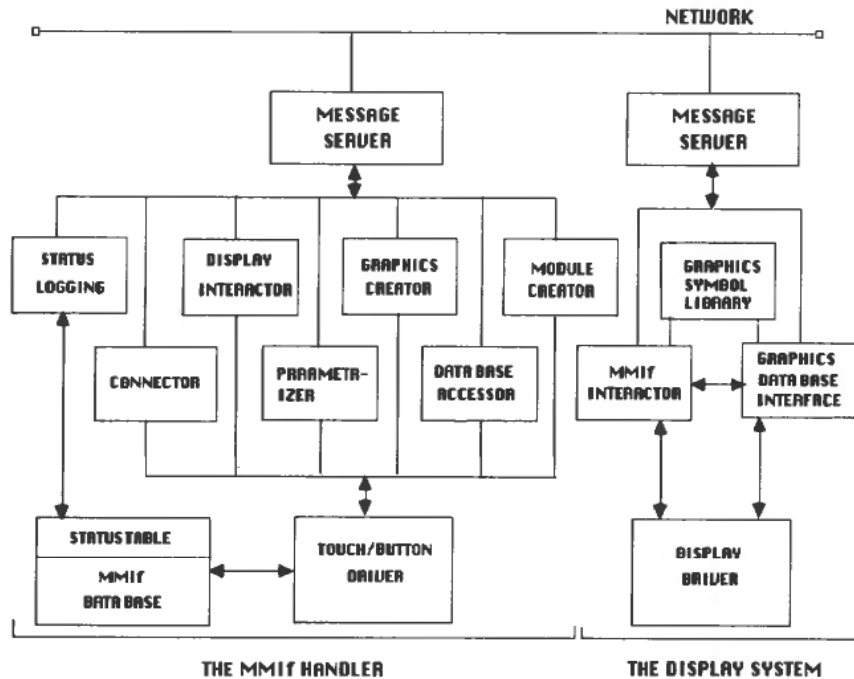 NETWORK
MESSAGE
SERVER
MESSAGE
SERVER
STATUS
LOGGING
DISPLAY
INTERACTOR
GRAPHICS
CREATOR
MODULE
CREATOR
GRAPHICS
SYMBOL
LIBRARY
CONNECTOR
PARAMETR-
IZER
DATA BASE
ACCESSOR
MMIf
INTERACTOR
GRAPHICS
DATA BASE
INTERFACE
STATUSTABLE
MMIf
DATA BASE
TOUCH/BUTTON
DRIVER
DISPLAY
DRIVER
THE MMIf HANDLER
THE DISPLAY SYSTEM